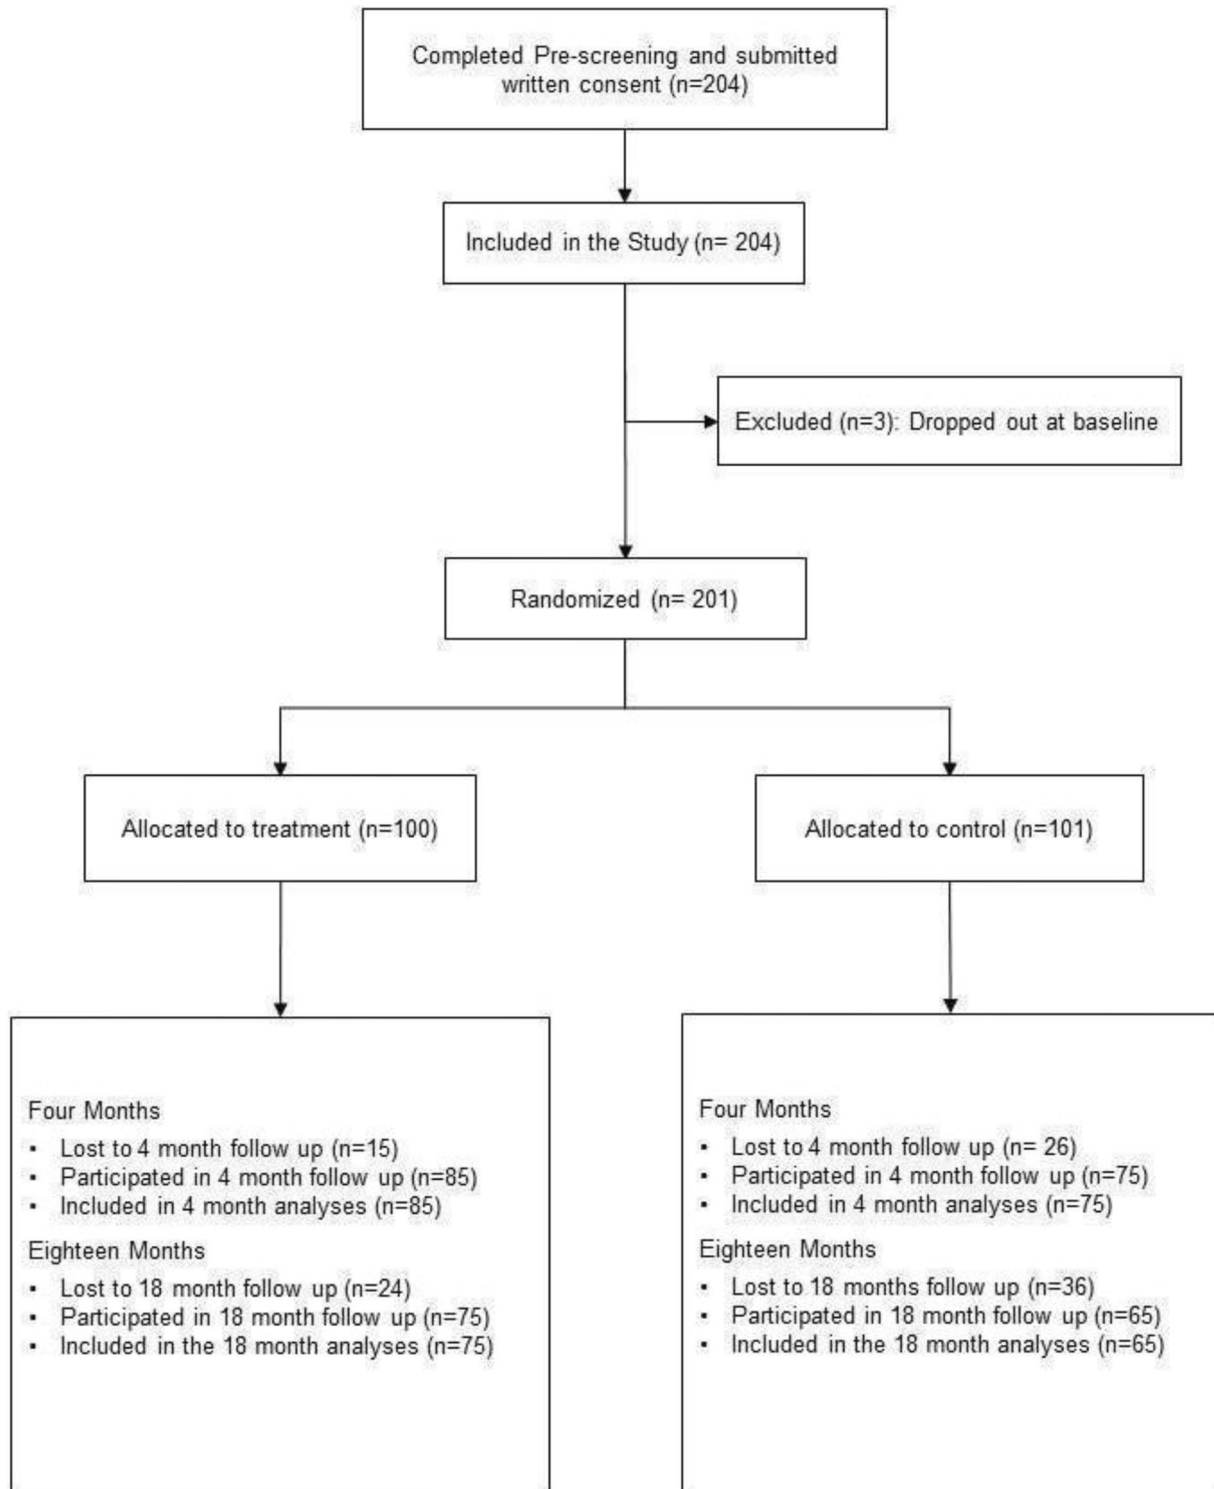 Completed Pre-screening and submitted
written consent (n=204)
Included in the Study (n= 204)
Excluded (n=3): Dropped out at baseline
Randomized (n= 201)
Allocated to treatment (n=100)
Allocated to control (n=101)
Four Months
▪ Lost to 4 month follow up (n=15)
▪ Participated in 4 month follow up (n=85)
▪ Included in 4 month analyses (n=85)
Eighteen Months
▪ Lost to 18 month follow up (n=24)
▪ Participated in 18 month follow up (n=75)
▪ Included in the 18 month analyses (n=75)
Four Months
▪ Lost to 4 month follow up (n= 26)
▪ Participated in 4 month follow up (n=75)
▪ Included in 4 month analyses (n=75)
Eighteen Months
▪ Lost to 18 months follow up (n=36)
▪ Participated in 18 month follow up (n=65)
▪ Included in the 18 month analyses (n=65)